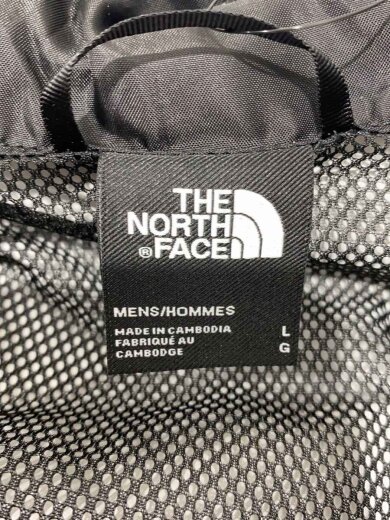 THE
NORTH
® FACE
MENS/HOMMES
MADE IN CAMBODIA
FABRIQUÉ AU
CAMBODGE
L
G